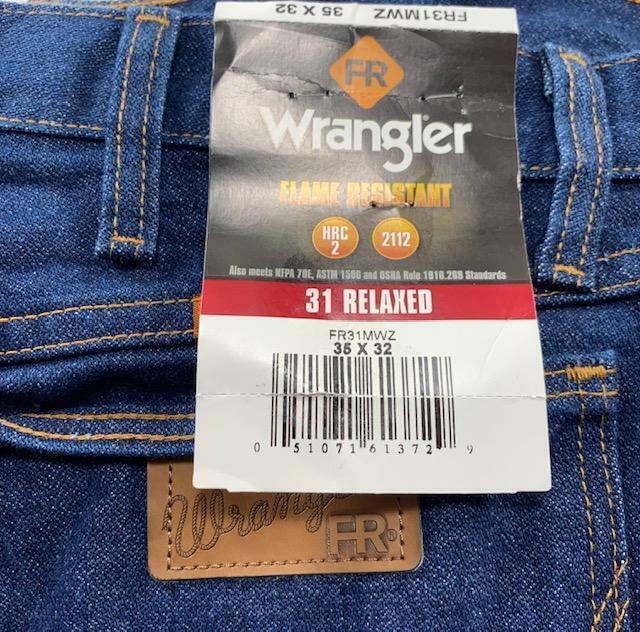 FR31MWZ 35 X 32
FR
Wrangler
FLAME RESISTANT
HRC
2
2112
Also meets NFPA 70E, ASTM 1506 and OSHA Rule 1910.269 Standards
31 RELAXED
FR31MWZ
35 X 32
0 51071 61372 9
Wrang
FR®